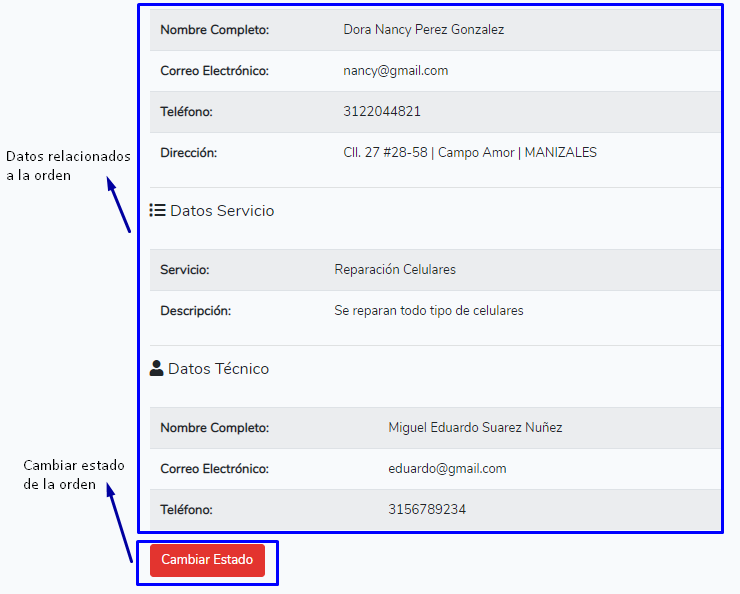 Nombre Completo: Dora Nancy Perez Gonzalez
Correo Electrónico: nancy@gmail.com
Teléfono: 3122044821
Dirección: Cll. 27 #28-58 | Campo Amor | MANIZALES
Datos relacionados
a la orden
Datos Servicio
Servicio: Reparación Celulares
Descripción: Se reparan todo tipo de celulares
Datos Técnico
Nombre Completo: Miguel Eduardo Suarez Nuñez
Correo Electrónico: eduardo@gmail.com
Teléfono: 3156789234
Cambiar estado
de la orden
Cambiar Estado